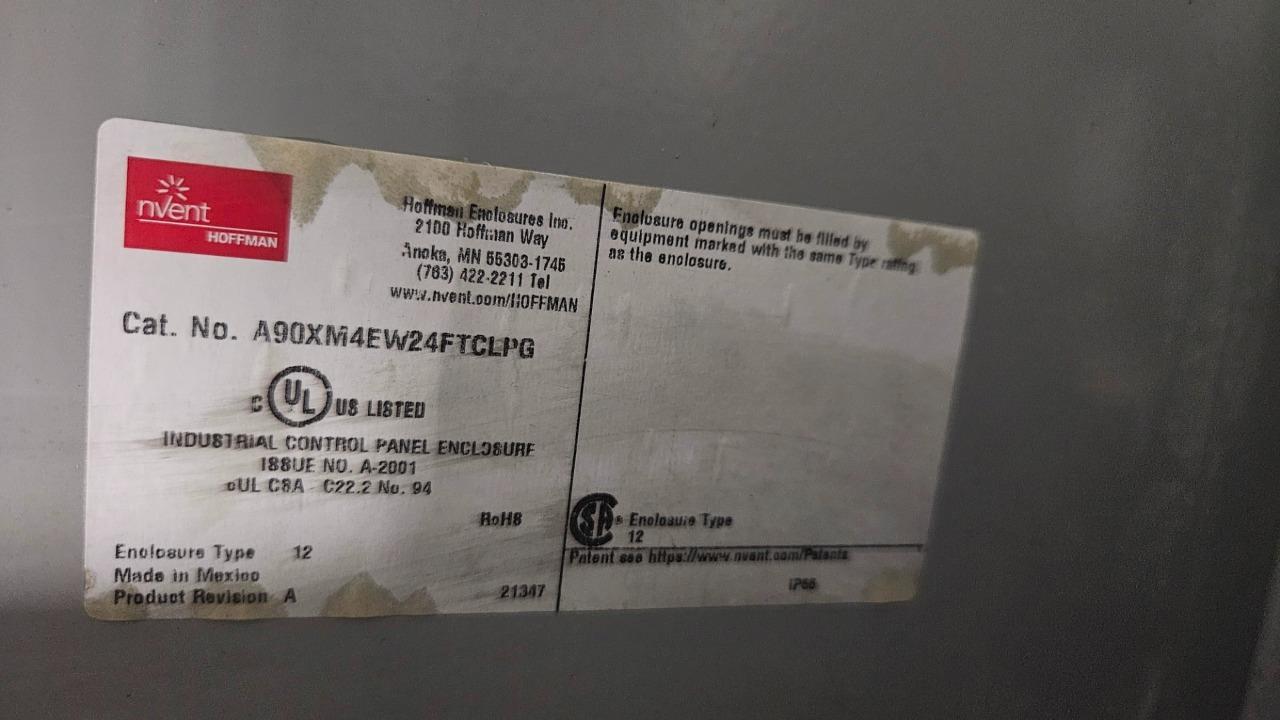 nVent
HOFFMAN
Hoffman Enclosures Inc.
2100 Hoffman Way
Anoka, MN 55303-1745
(763) 422-2211 Tel
www.nvent.com/HOFFMAN
Cat. No. A90XM4EW24FTCLPG
C UL US LISTED
INDUSTRIAL CONTROL PANEL ENCLOSURE
ISSUE NO. A-2001
cUL CSA C22.2 No. 94
RoHS
Enclosure Type 12
Made in Mexico
Product Revision A
21347
Enclosure openings must be filled by
equipment marked with the same Type rating
as the enclosure.
SA® Enclosure Type
12
Patent see https://www.nvent.com/Patents